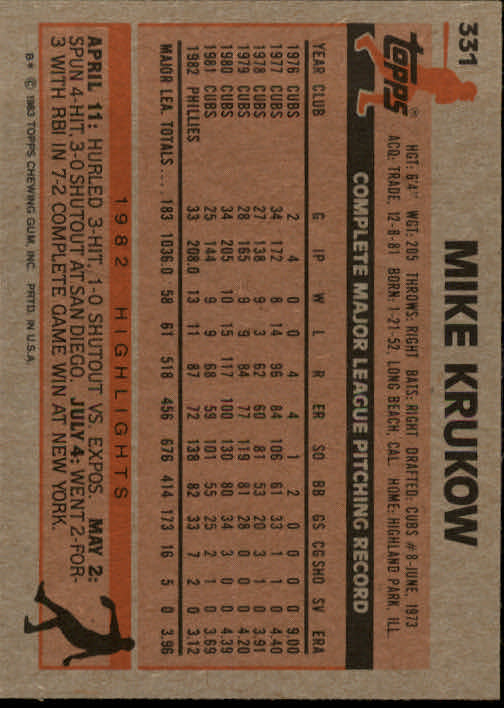 331
topps®
MIKE KRUKOW
HGT: 6'4" WGT: 205 THROWS: RIGHT BATS: RIGHT DRAFTED: CUBS #8-JUNE, 1973
ACQ: TRADE, 12-8-81 BORN: 1-21-52, LONG BEACH, CAL HOME: HIGHLAND PARK, ILL
COMPLETE MAJOR LEAGUE PITCHING RECORD
YEAR CLUB G IP W L R ER SO BB GS CG SHO SV ERA
1976 CUBS 2 4 0 0 4 4 1 2 0 0 0 0 9.00
1977 CUBS 34 172 8 14 96 84 106 61 33 1 1 0 4.40
1978 CUBS 27 138 9 3 62 60 81 53 20 3 1 0 3.91
1979 CUBS 28 165 9 9 84 77 119 81 28 0 0 0 4.20
1980 CUBS 34 205 10 15 117 100 130 80 34 3 0 0 4.39
1981 CUBS 25 144 9 9 68 59 101 55 25 2 1 0 3.69
1982 PHILLIES 33 208.0 13 11 87 72 138 82 33 7 2 0 3.12
MAJOR LEA. TOTALS ... 183 1036.0 58 61 518 456 676 414 173 16 5 0 3.96
1982 HIGHLIGHTS
APRIL 11: HURLED 3-HIT, 1-0 SHUTOUT VS. EXPOS. MAY 2:
SPUN 4-HIT, 3-0 SHUTOUT AT SAN DIEGO. JULY 4: WENT 2-FOR-
3 WITH RBI IN 7-2 COMPLETE GAME WIN AT NEW YORK.
B* © 1983 TOPPS CHEWING GUM, INC. PRTD. IN U.S.A.